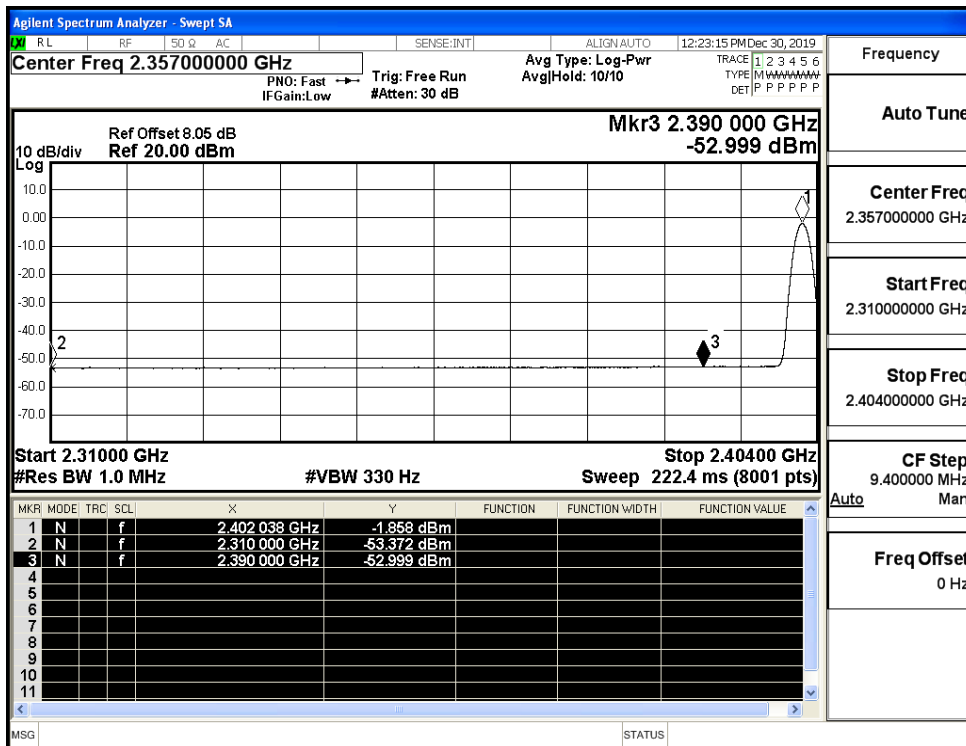 Agilent Spectrum Analyzer - Swept SA
LXI RL RF 50 Ω AC SENSE:INT ALIGN AUTO 12:23:15 PM Dec 30, 2019
Center Freq 2.357000000 GHz
PNO: Fast
IFGain:Low
Trig: Free Run
#Atten: 30 dB
Avg Type: Log-Pwr
Avg|Hold: 10/10
TRACE 1 2 3 4 5 6
TYPE M WWWWW
DET P P P P P P
Ref Offset 8.05 dB
10 dB/div Ref 20.00 dBm
Log
Mkr3 2.390 000 GHz
-52.999 dBm
10.0
0.00
-10.0
-20.0
-30.0
-40.0
-50.0
-60.0
-70.0
1
2
3
Start 2.31000 GHz Stop 2.40400 GHz
#Res BW 1.0 MHz #VBW 330 Hz Sweep 222.4 ms (8001 pts)
MKR MODE TRC SCL X Y FUNCTION FUNCTION WIDTH FUNCTION VALUE
1 N f 2.402 038 GHz -1.858 dBm
2 N f 2.310 000 GHz -53.372 dBm
3 N f 2.390 000 GHz -52.999 dBm
4
5
6
7
8
9
10
11
MSG STATUS
Frequency
Auto Tune
Center Freq
2.357000000 GHz
Start Freq
2.310000000 GHz
Stop Freq
2.404000000 GHz
CF Step
9.400000 MHz
Auto Man
Freq Offset
0 Hz